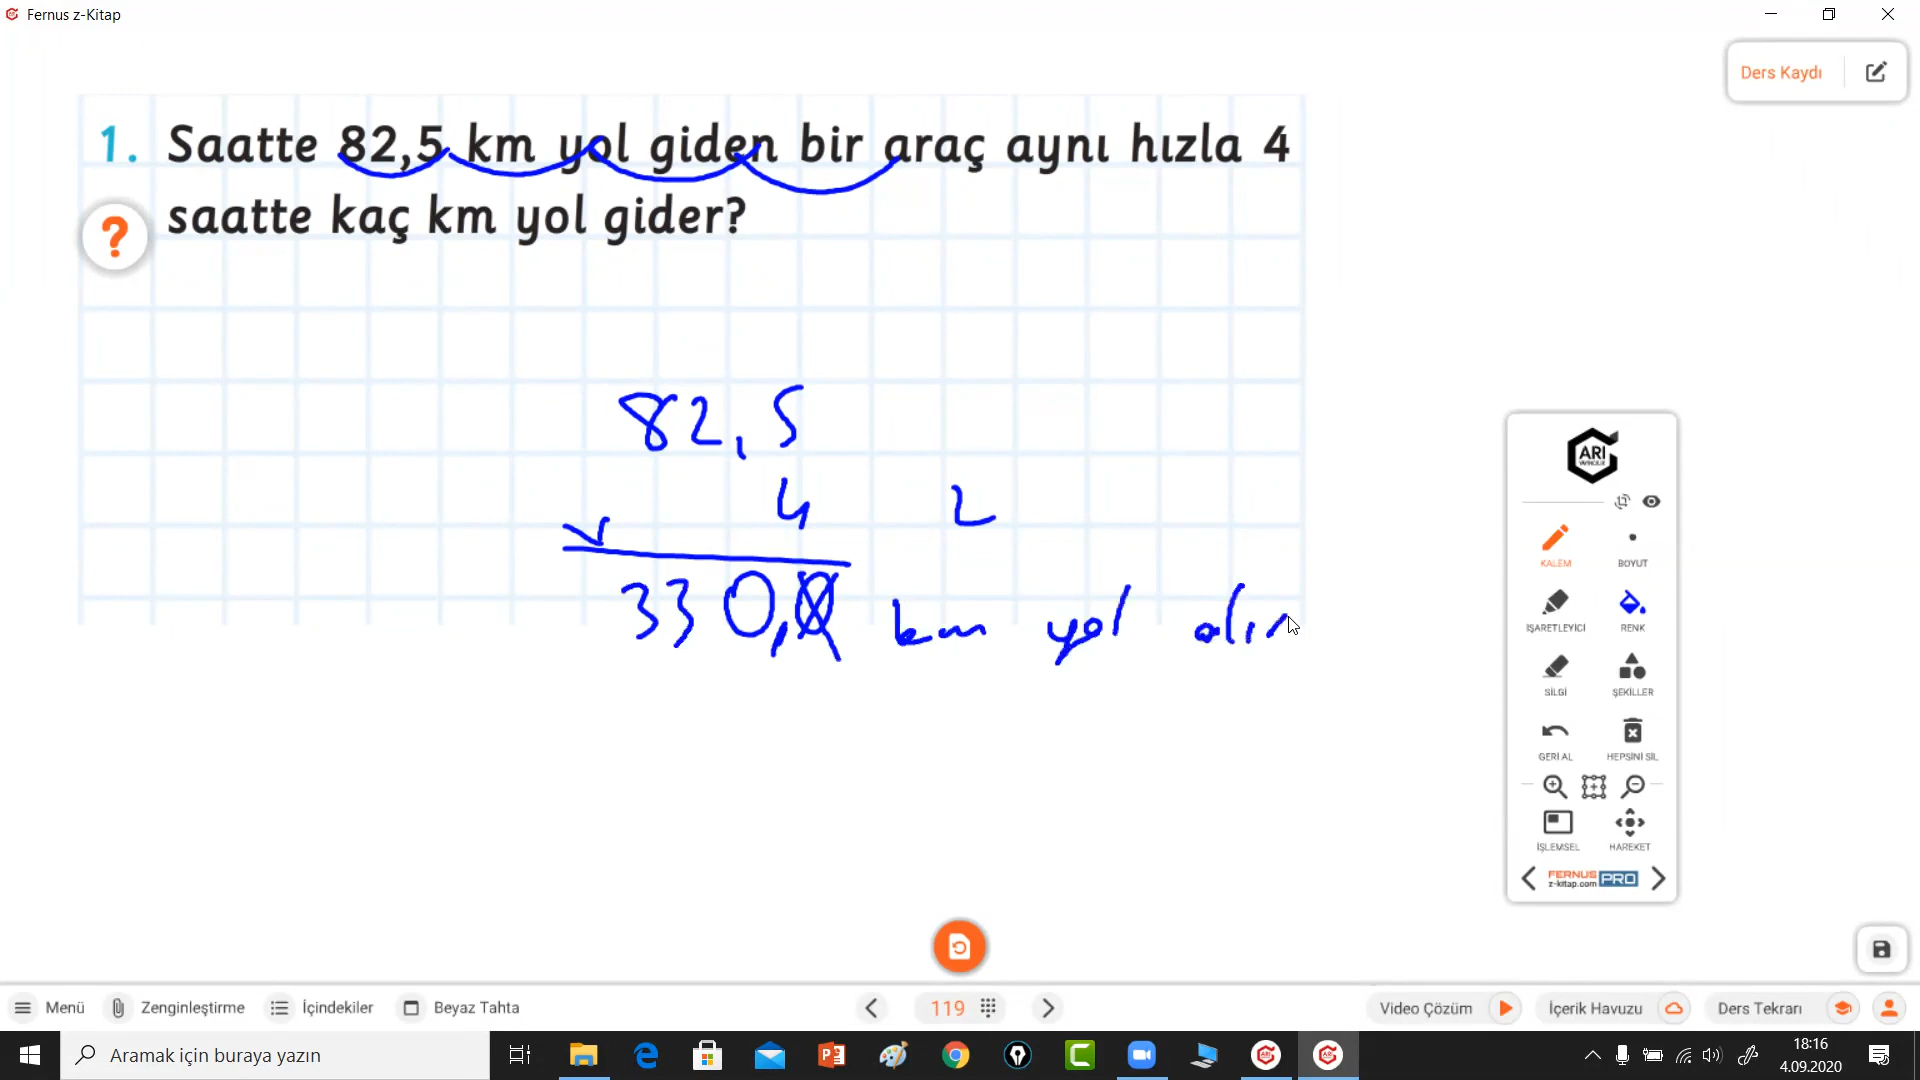 Fernus z-Kitap
Ders Kaydı
1. Saatte 82,5 km yol giden bir araç aynı hızla 4
saatte kaç km yol gider?
?
82,5
4 2
330,0 km yol alır
ARI
YAYINCILIK
KALEM BOYUT
İŞARETLEYİCİ RENK
SİLGİ ŞEKİLLER
GERİ AL HEPSİNİ SİL
İŞLEMSEL HAREKET
FERNUS
z-kitap.com PRO
Menü Zenginleştirme İçindekiler Beyaz Tahta 119 Video Çözüm İçerik Havuzu Ders Tekrarı
Aramak için buraya yazın
18:16
4.09.2020